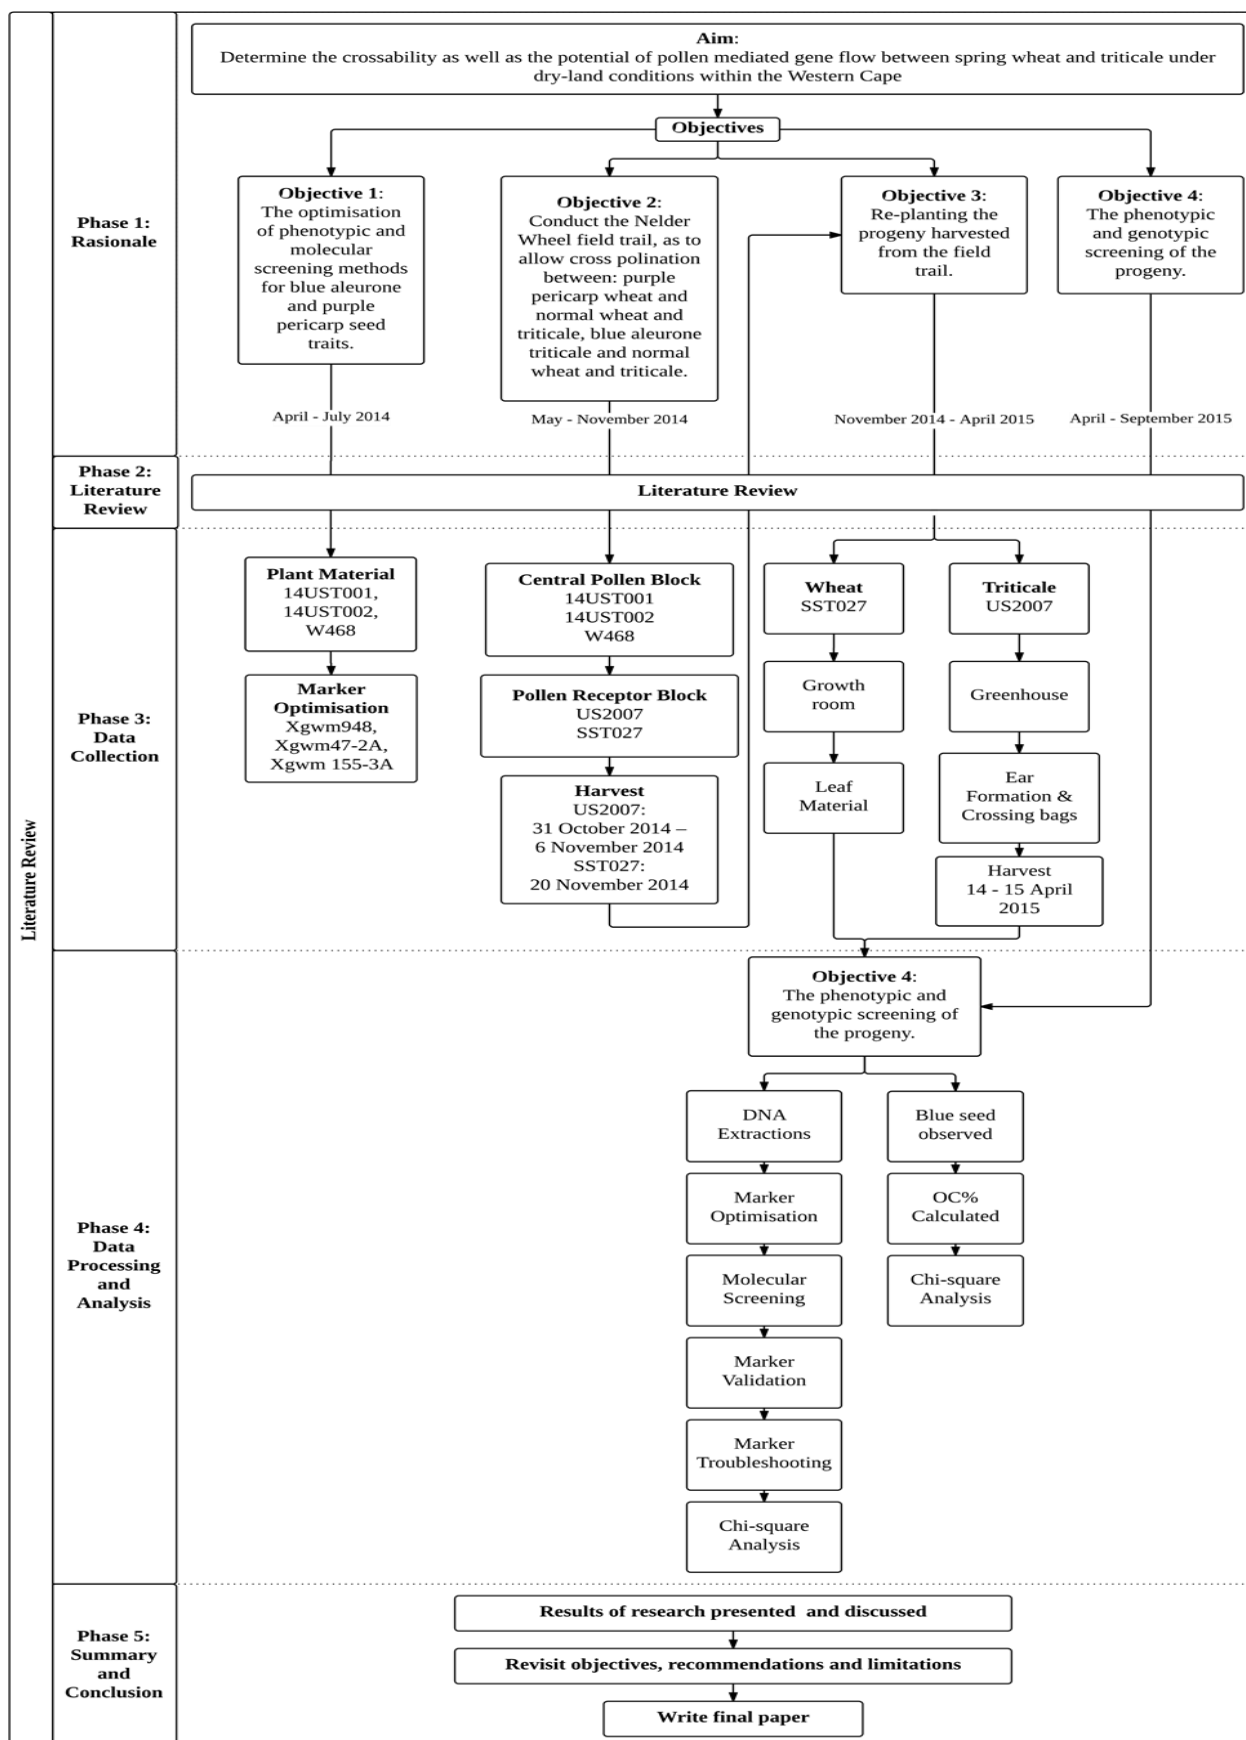 Literature Review
Phase 1:
Rasionale
Aim:
Determine the crossability as well as the potential of pollen mediated gene flow between spring wheat and triticale under
dry-land conditions within the Western Cape
Objectives
Objective 1:
The optimisation
of phenotypic and
molecular
screening methods
for blue aleurone
and purple
pericarp seed
traits.
Objective 2:
Conduct the Nelder
Wheel field trail, as to
allow cross polination
between: purple
pericarp wheat and
normal wheat and
triticale, blue aleurone
triticale and normal
wheat and triticale.
Objective 3:
Re-planting the
progeny harvested
from the field
trail.
Objective 4:
The phenotypic
and genotypic
screening of the
progeny.
April - July 2014
May - November 2014
November 2014 - April 2015
April - September 2015
Phase 2:
Literature
Review
Literature Review
Phase 3:
Data
Collection
Plant Material
14UST001,
14UST002,
W468
Marker
Optimisation
Xgwm948,
Xgwm47-2A,
Xgwm 155-3A
Central Pollen Block
14UST001
14UST002
W468
Pollen Receptor Block
US2007
SST027
Harvest
US2007:
31 October 2014 –
6 November 2014
SST027:
20 November 2014
Wheat
SST027
Growth
room
Leaf
Material
Triticale
US2007
Greenhouse
Ear
Formation &
Crossing bags
Harvest
14 - 15 April
2015
Phase 4:
Data
Processing
and
Analysis
Objective 4:
The phenotypic and
genotypic screening of
the progeny.
DNA
Extractions
Marker
Optimisation
Molecular
Screening
Marker
Validation
Marker
Troubleshooting
Chi-square
Analysis
Blue seed
observed
OC%
Calculated
Chi-square
Analysis
Phase 5:
Summary
and
Conclusion
Results of research presented  and discussed
Revisit objectives, recommendations and limitations
Write final paper